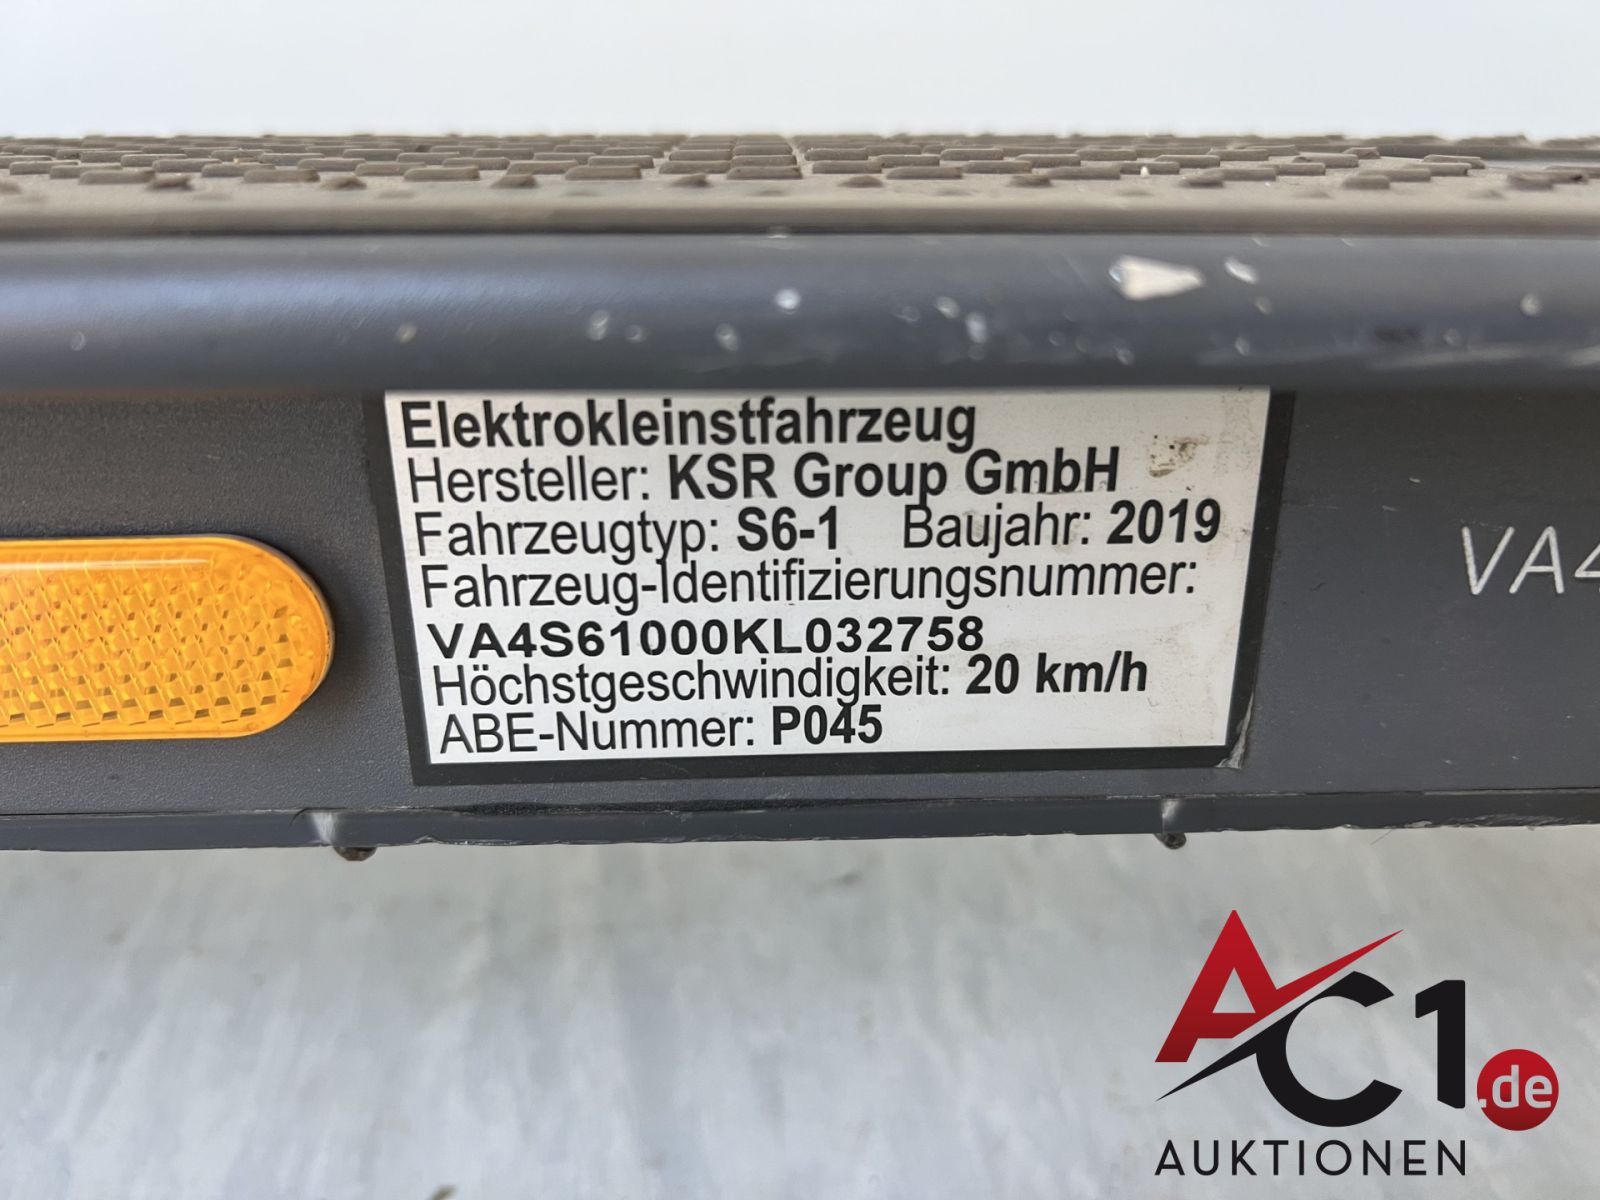 Elektrokleinstfahrzeug
Hersteller: KSR Group GmbH
Fahrzeugtyp: S6-1 Baujahr: 2019
Fahrzeug-Identifizierungsnummer:
VA4S61000KL032758
Höchstgeschwindigkeit: 20 km/h
ABE-Nummer: P045
VA4
AC1.de
AUKTIONEN